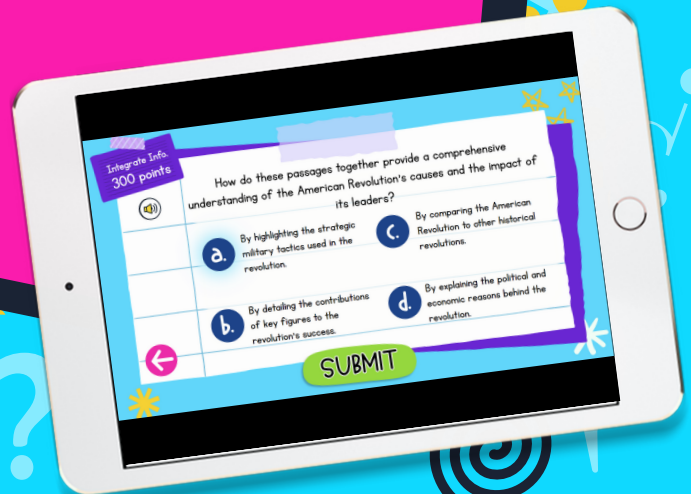 Integrate Info.
300 points
How do these passages together provide a comprehensive
understanding of the American Revolution's causes and the impact of
its leaders?
a.
By highlighting the strategic
military tactics used in the
revolution.
b.
By detailing the contributions
of key figures to the
revolution's success.
c.
By comparing the American
Revolution to other historical
revolutions.
d.
By explaining the political and
economic reasons behind the
revolution.
SUBMIT